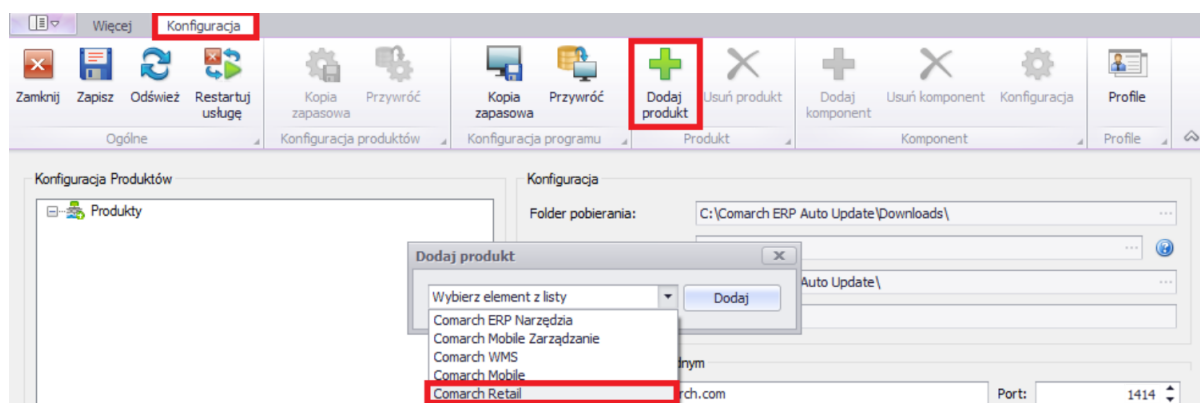 Więcej Konfiguracja
Zamknij Zapisz Odśwież Restartuj usługę Kopia zapasowa Przywróć Kopia zapasowa Przywróć Dodaj produkt Usuń produkt Dodaj komponent Usuń komponent Konfiguracja Profile
Ogólne Konfiguracja produktów Konfiguracja programu Produkt Komponent Profile
Konfiguracja Produktów Konfiguracja
Produkty
Folder pobierania: C:\Comarch ERP Auto Update\Downloads\
Dodaj produkt
Auto Update\
Wybierz element z listy Dodaj
Comarch ERP Narzędzia
Comarch Mobile Zarządzanie
Comarch WMS
Comarch Mobile
Comarch Retail
rch.com Port: 1414